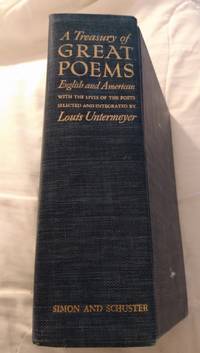 A Treasury of
GREAT
POEMS
English and American
WITH THE LIVES OF THE POETS
SELECTED AND INTEGRATED BY
Louis Untermeyer
SIMON AND SCHUSTER